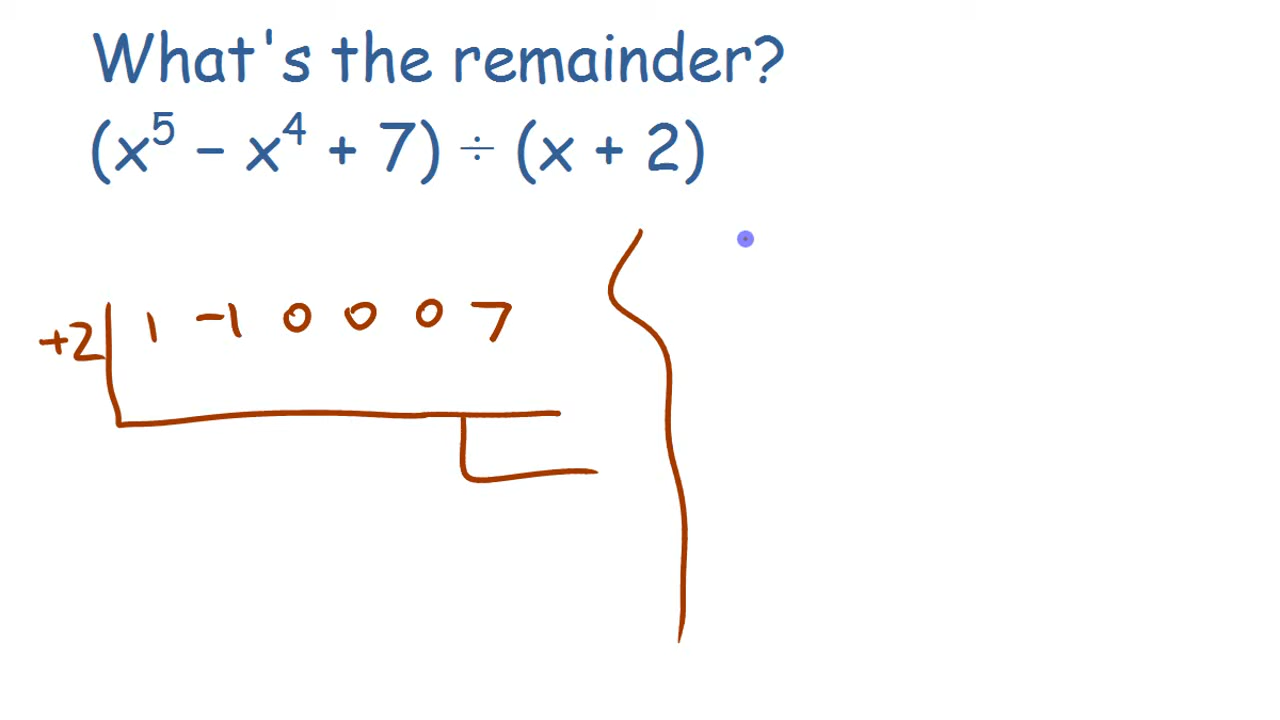 What's the remainder?
(x⁵ – x⁴ + 7) ÷ (x + 2)
+2 1 -1 0 0 0 7